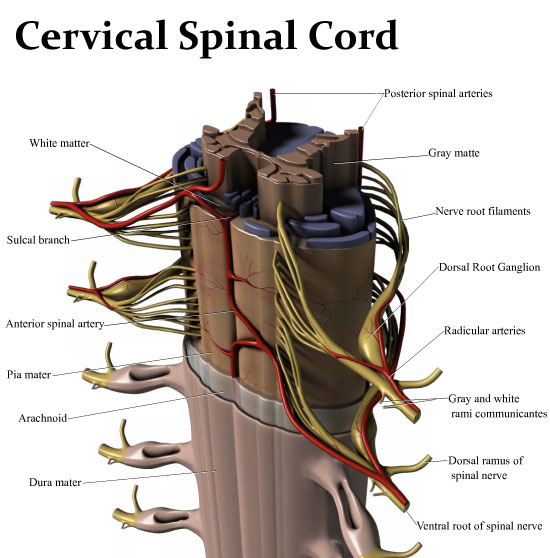 Cervical Spinal Cord
Posterior spinal arteries
White matter
Gray matte
Nerve root filaments
Sulcal branch
Dorsal Root Ganglion
Anterior spinal artery
Radicular arteries
Pia mater
Gray and white
rami communicantes
Arachnoid
Dorsal ramus of
spinal nerve
Dura mater
Ventral root of spinal nerve